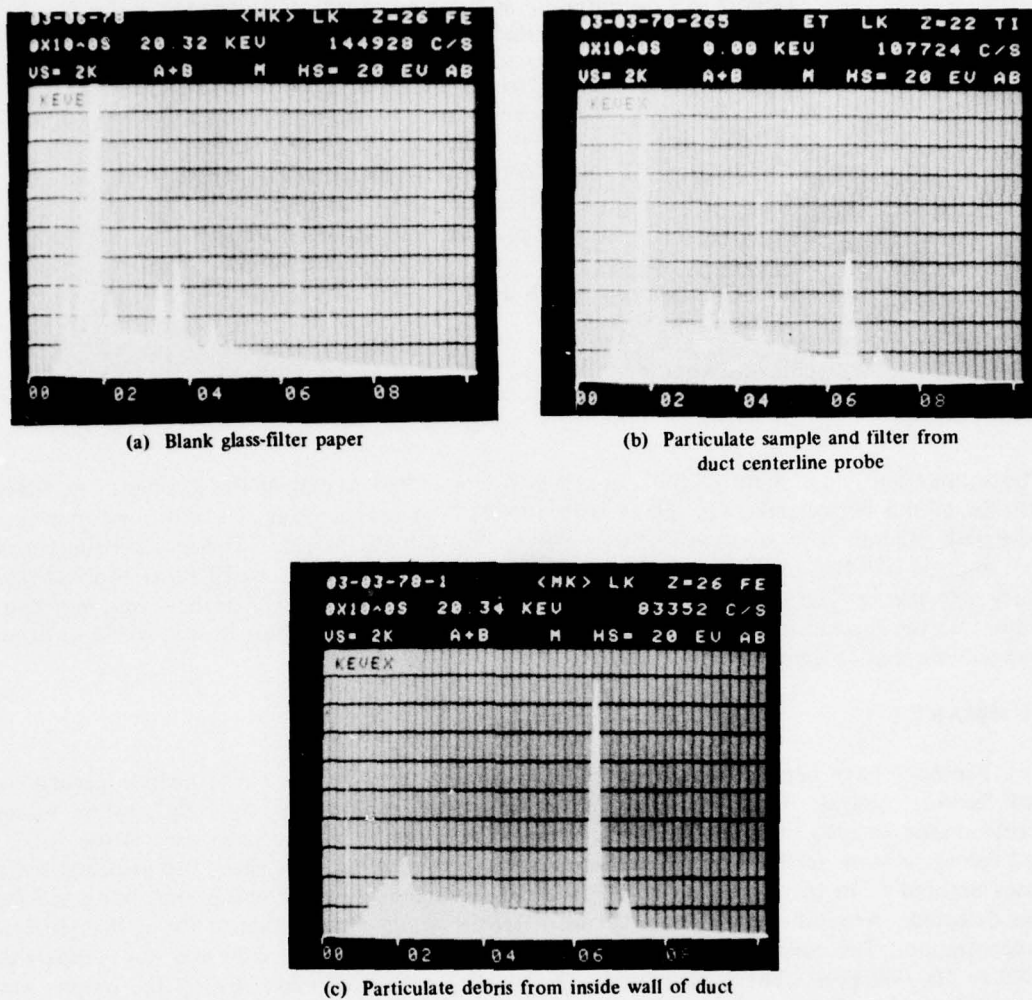 03-06-78 <MK> LK Z=26 FE
0X10^0S 20.32 KEV 144928 C/S
VS= 2K A+B M HS= 20 EV AB
KEVE
00 02 04 06 08
(a) Blank glass-filter paper
03-03-78-265 ET LK Z=22 TI
0X10^0S 0.00 KEV 107724 C/S
VS= 2K A+B M HS= 20 EV AB
KEVEX
00 02 04 06 08
(b) Particulate sample and filter from
duct centerline probe
03-03-78-1 <MK> LK Z=26 FE
0X10^0S 20.34 KEV 83352 C/S
VS= 2K A+B M HS= 20 EV AB
KEVEX
00 02 04 06 08
(c) Particulate debris from inside wall of duct